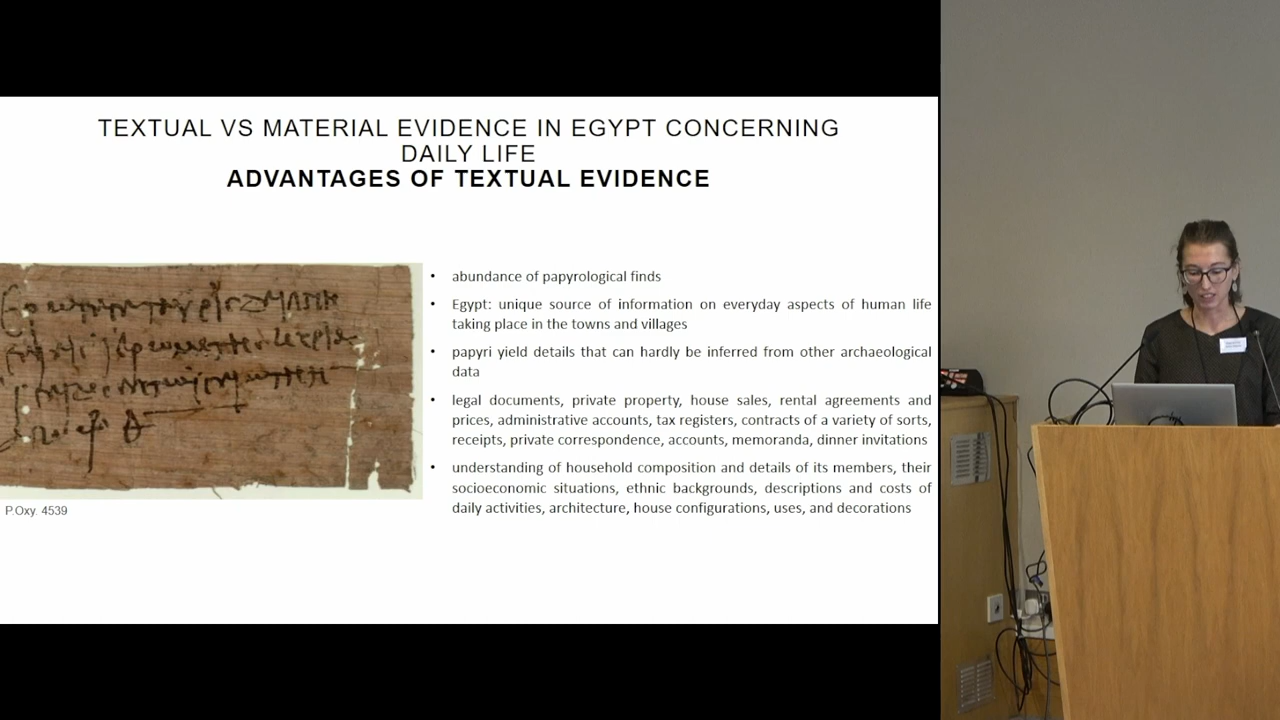 TEXTUAL VS MATERIAL EVIDENCE IN EGYPT CONCERNING
DAILY LIFE
ADVANTAGES OF TEXTUAL EVIDENCE
• abundance of papyrological finds
• Egypt: unique source of information on everyday aspects of human life
taking place in the towns and villages
• papyri yield details that can hardly be inferred from other archaeological
data
• legal documents, private property, house sales, rental agreements and
prices, administrative accounts, tax registers, contracts of a variety of sorts,
receipts, private correspondence, accounts, memoranda, dinner invitations
• understanding of household composition and details of its members, their
socioeconomic situations, ethnic backgrounds, descriptions and costs of
daily activities, architecture, house configurations, uses, and decorations
P.Oxy. 4539